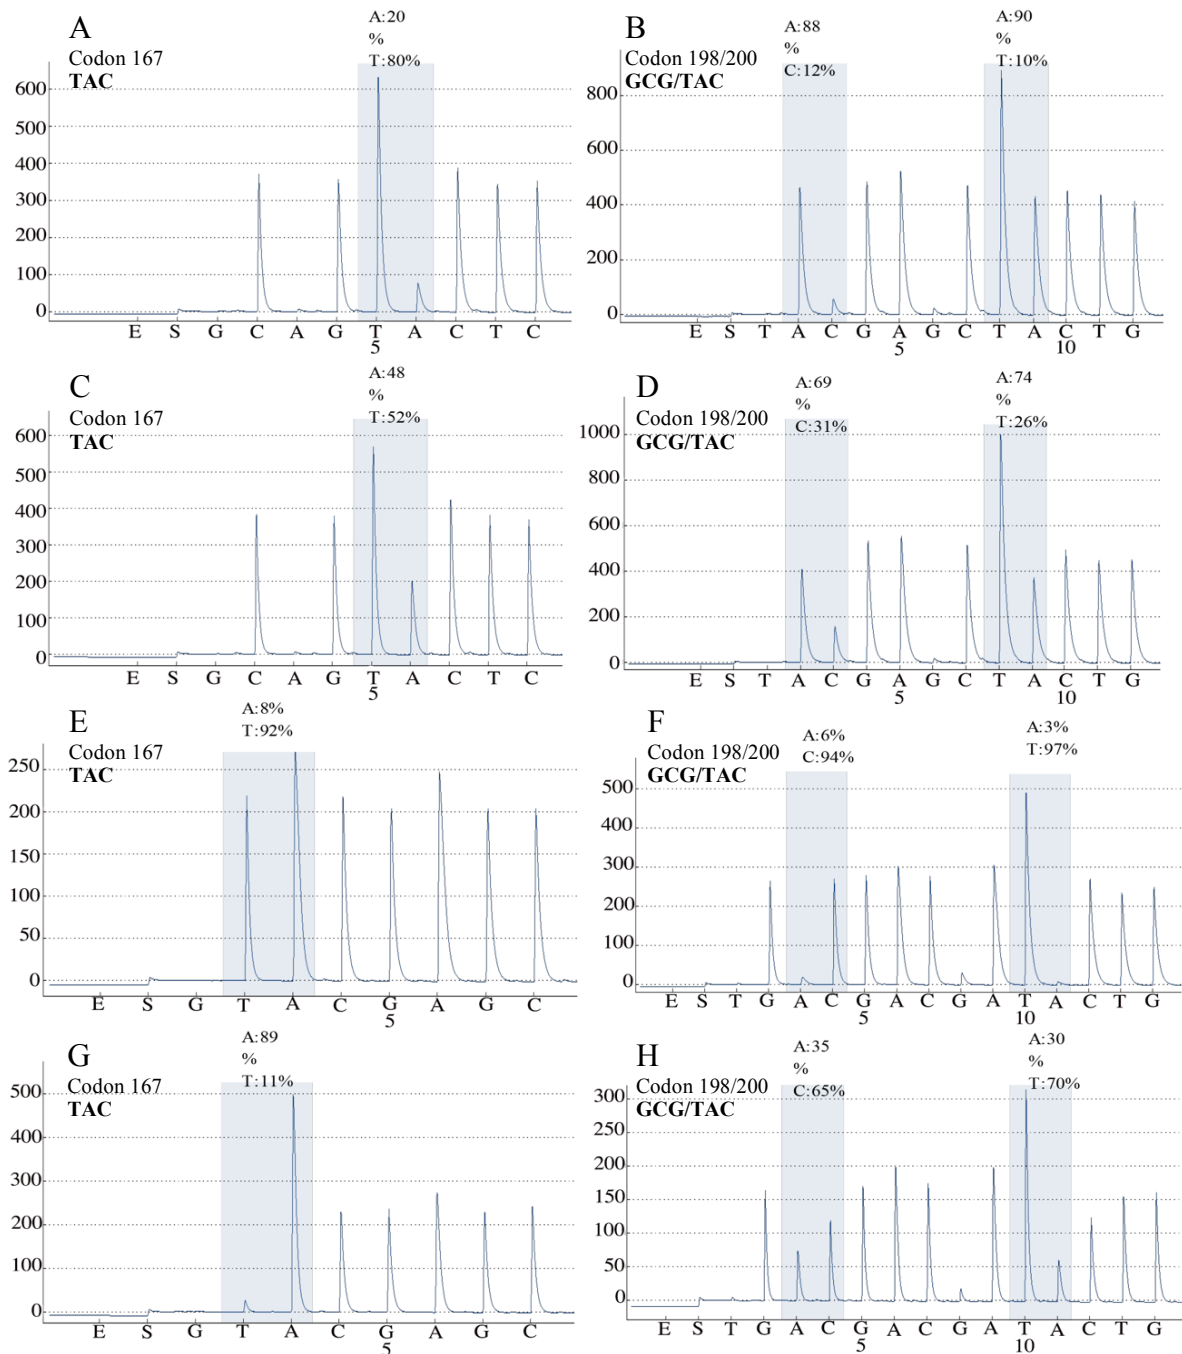 A
Codon 167
TAC
A:20
%
T:80%
600
500
400
300
200
100
0
E S G C A G T A C T C
5
B
Codon 198/200
GCG/TAC
A:88
%
C:12%
A:90
%
T:10%
800
600
400
200
0
E S T A C G A G C T A C T G
5 10
C
Codon 167
TAC
A:48
%
T:52%
600
500
400
300
200
100
0
E S G C A G T A C T C
5
D
Codon 198/200
GCG/TAC
A:69
%
C:31%
A:74
%
T:26%
1000
800
600
400
200
0
E S T A C G A G C T A C T G
5 10
E
Codon 167
TAC
A:8%
T:92%
250
200
150
100
50
0
E S G T A C G A G C
5
F
Codon 198/200
GCG/TAC
A:6%
C:94%
A:3%
T:97%
500
400
300
200
100
0
E S T G A C G A C G A T A C T G
5 10
G
Codon 167
TAC
A:89
%
T:11%
500
400
300
200
100
0
E S G T A C G A G C
5
H
Codon 198/200
GCG/TAC
A:35
%
C:65%
A:30
%
T:70%
300
250
200
150
100
50
0
E S T G A C G A C G A T A C T G
5 10